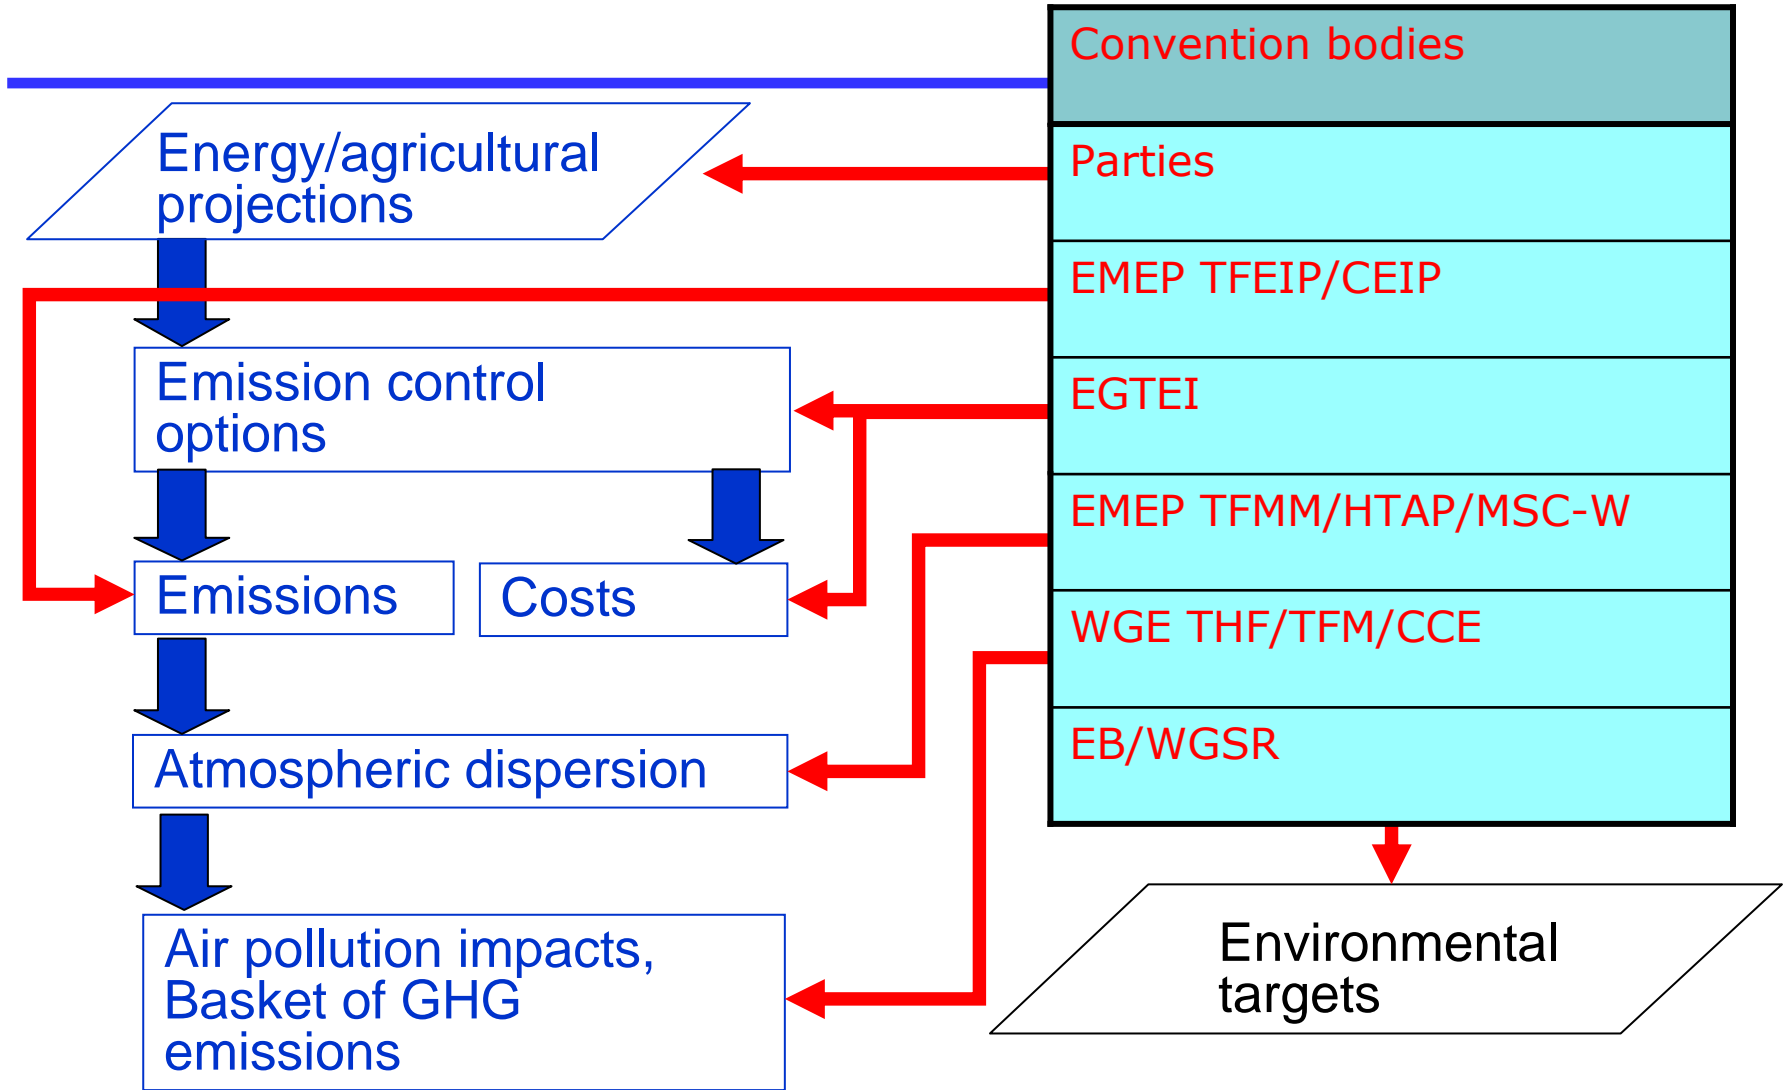 Convention bodies
Parties
EMEP TFEIP/CEIP
EGTEI
EMEP TFMM/HTAP/MSC-W
WGE THF/TFM/CCE
EB/WGSR
Energy/agricultural
projections
Emission control
options
Emissions
Costs
Atmospheric dispersion
Air pollution impacts,
Basket of GHG
emissions
Environmental
targets